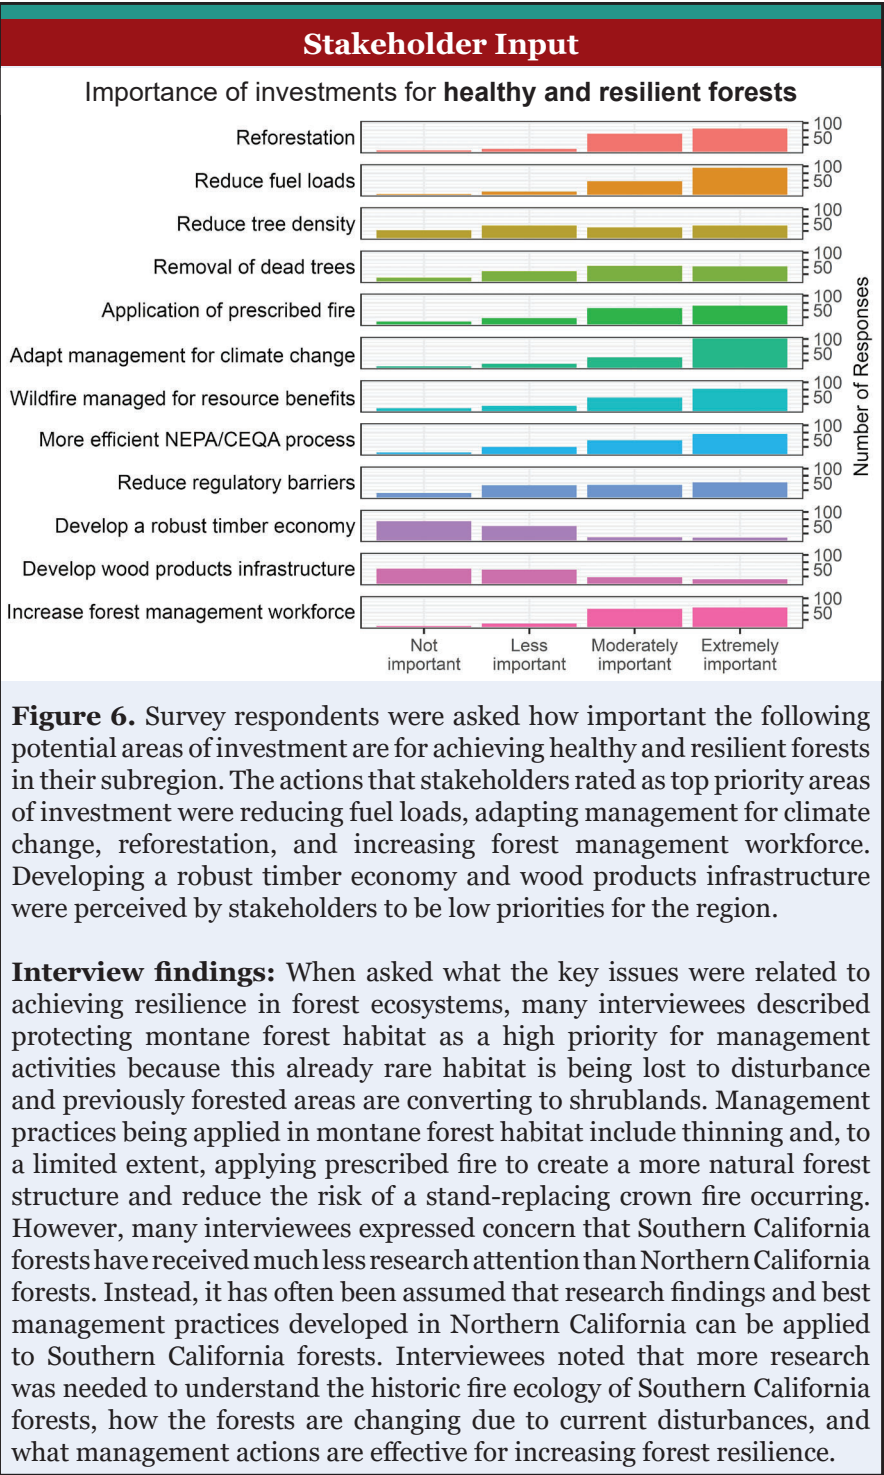 Stakeholder Input
Importance of investments for healthy and resilient forests
Reforestation
100
50
Reduce fuel loads
100
50
Reduce tree density
100
50
Removal of dead trees
100
50
Application of prescribed fire
100
50
Adapt management for climate change
100
50
Wildfire managed for resource benefits
100
50
More efficient NEPA/CEQA process
100
50
Reduce regulatory barriers
100
50
Develop a robust timber economy
100
50
Develop wood products infrastructure
100
50
Increase forest management workforce
100
50
Number of Responses
Not
important
Less
important
Moderately
important
Extremely
important
Figure 6. Survey respondents were asked how important the following
potential areas of investment are for achieving healthy and resilient forests
in their subregion. The actions that stakeholders rated as top priority areas
of investment were reducing fuel loads, adapting management for climate
change, reforestation, and increasing forest management workforce.
Developing a robust timber economy and wood products infrastructure
were perceived by stakeholders to be low priorities for the region.
Interview findings: When asked what the key issues were related to
achieving resilience in forest ecosystems, many interviewees described
protecting montane forest habitat as a high priority for management
activities because this already rare habitat is being lost to disturbance
and previously forested areas are converting to shrublands. Management
practices being applied in montane forest habitat include thinning and, to
a limited extent, applying prescribed fire to create a more natural forest
structure and reduce the risk of a stand-replacing crown fire occurring.
However, many interviewees expressed concern that Southern California
forests have received much less research attention than Northern California
forests. Instead, it has often been assumed that research findings and best
management practices developed in Northern California can be applied
to Southern California forests. Interviewees noted that more research
was needed to understand the historic fire ecology of Southern California
forests, how the forests are changing due to current disturbances, and
what management actions are effective for increasing forest resilience.